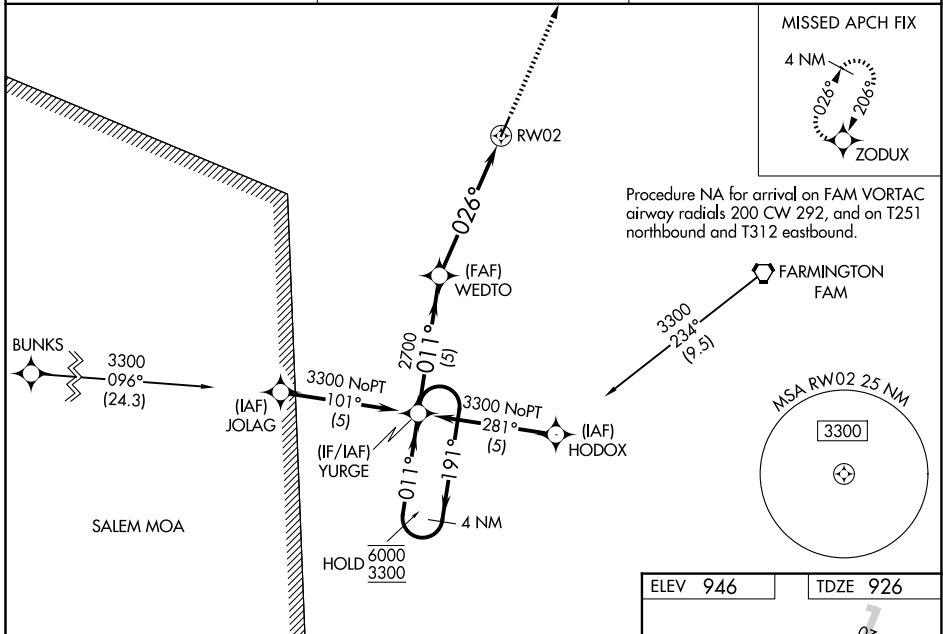 MISSED APCH FIX
4 NM
026°
206°
ZODUX
RW02
Procedure NA for arrival on FAM VORTAC
airway radials 200 CW 292, and on T251
northbound and T312 eastbound.
026°
(FAF)
WEDTO
FARMINGTON
FAM
3300
234°
(9.5)
2700
011°
(5)
BUNKS
3300
096°
(24.3)
3300 NoPT
101°
(5)
(IAF)
JOLAG
3300 NoPT
281°
(5)
(IAF)
HODOX
(IF/IAF)
YURGE
MSA RW02 25 NM
3300
011°
191°
4 NM
SALEM MOA
HOLD
6000
3300
ELEV 946
TDZE 926